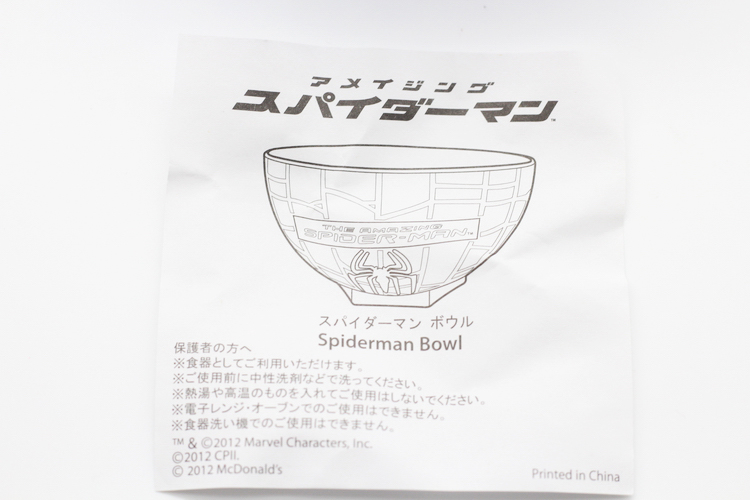 アメイジング
スパイダーマン™
THE AMAZING
SPIDER-MAN™
スパイダーマン ボウル
Spiderman Bowl
保護者の方へ
※食器としてご利用いただけます。
※ご使用前に中性洗剤などで洗ってください。
※熱湯や高温のものを入れてご使用はしないでください。
※電子レンジ・オーブンでのご使用はできません。
※食器洗い機でのご使用はできません。
™ & ©2012 Marvel Characters, Inc.
©2012 CPII.
© 2012 McDonald's
Printed in China